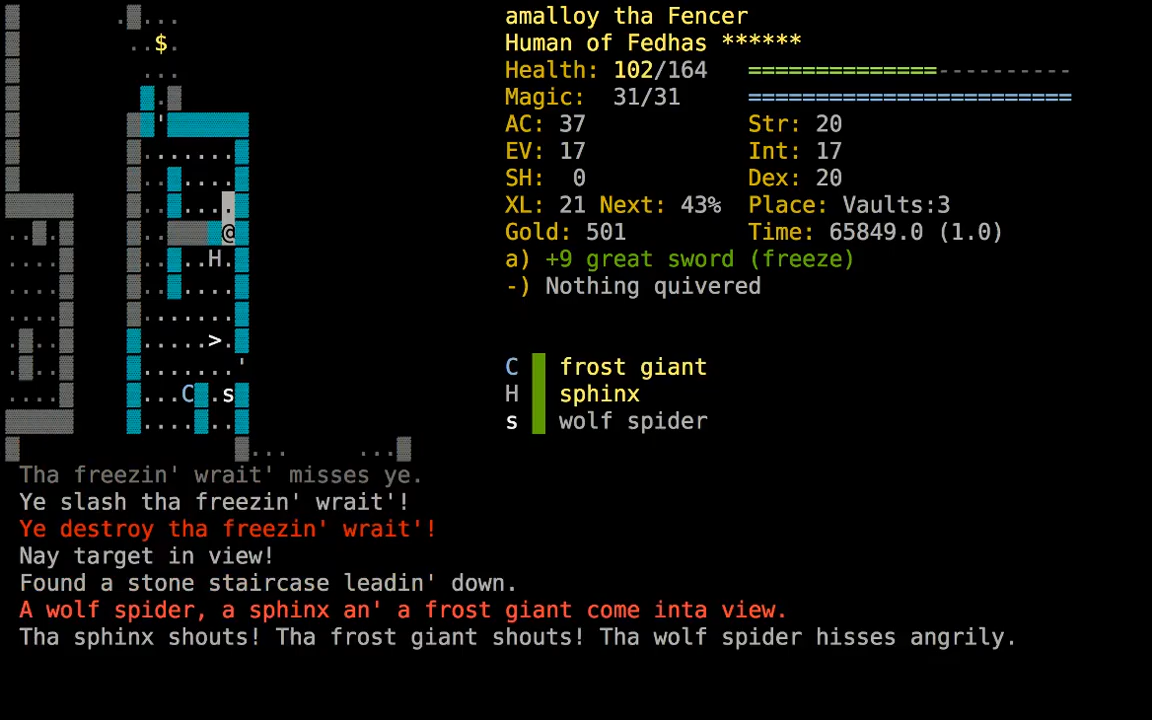 amalloy tha Fencer
Human of Fedhas ******
Health: 102/164 ==============----------
Magic: 31/31 ========================
AC: 37 Str: 20
EV: 17 Int: 17
SH: 0 Dex: 20
XL: 21 Next: 43% Place: Vaults:3
Gold: 501 Time: 65849.0 (1.0)
a) +9 great sword (freeze)
-) Nothing quivered
C frost giant
H sphinx
s wolf spider
$
@
H
>
C s
Tha freezin' wrait' misses ye.
Ye slash tha freezin' wrait'!
Ye destroy tha freezin' wrait'!
Nay target in view!
Found a stone staircase leadin' down.
A wolf spider, a sphinx an' a frost giant come inta view.
Tha sphinx shouts! Tha frost giant shouts! Tha wolf spider hisses angrily.